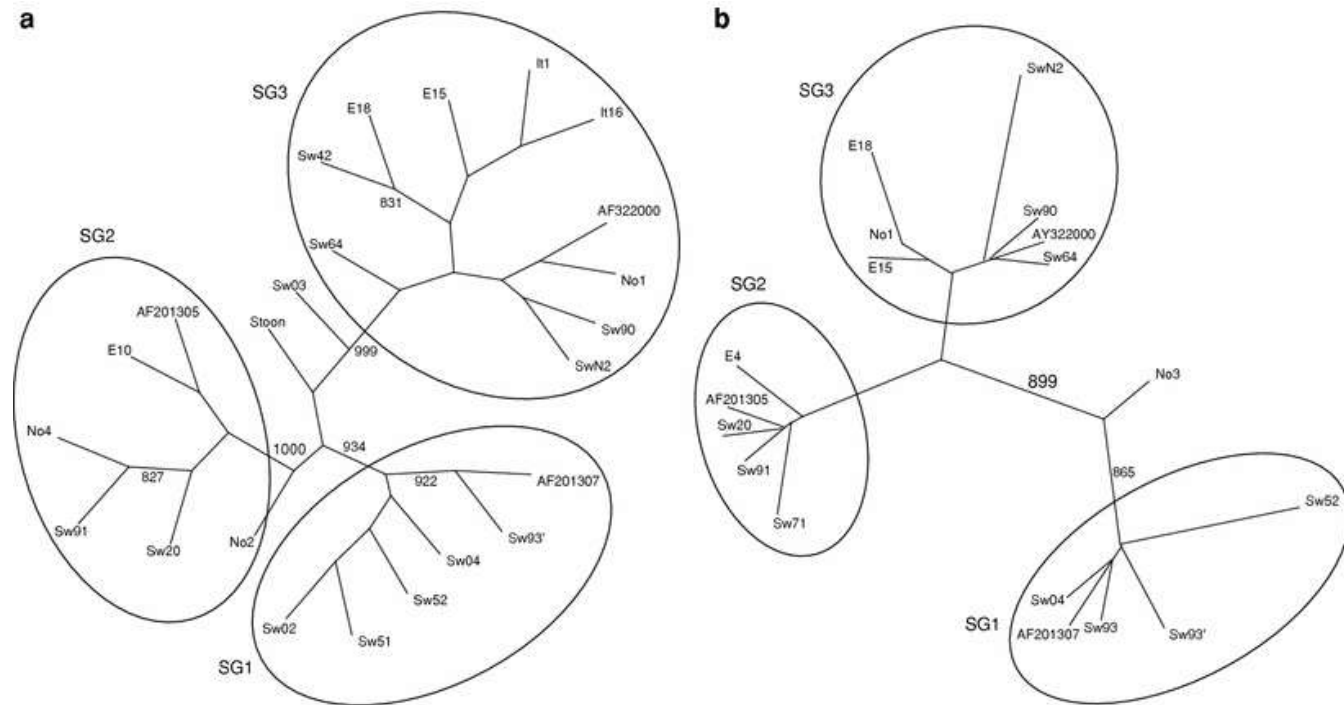 a
SG3
It1
E15
E18
It16
Sw42
831
AF322000
SG2
Sw64
No1
Sw03
AF201305
Stoon
Sw90
E10
999
SwN2
No4
1000
934
827
922
AF201307
Sw91
Sw20
No2
Sw93'
Sw04
Sw52
Sw02
Sw51
SG1
b
SwN2
SG3
E18
Sw90
No1
AY322000
Sw64
E15
SG2
E4
899
No3
AF201305
Sw20
Sw91
865
Sw52
Sw71
Sw04
SG1
AF201307
Sw93
Sw93'